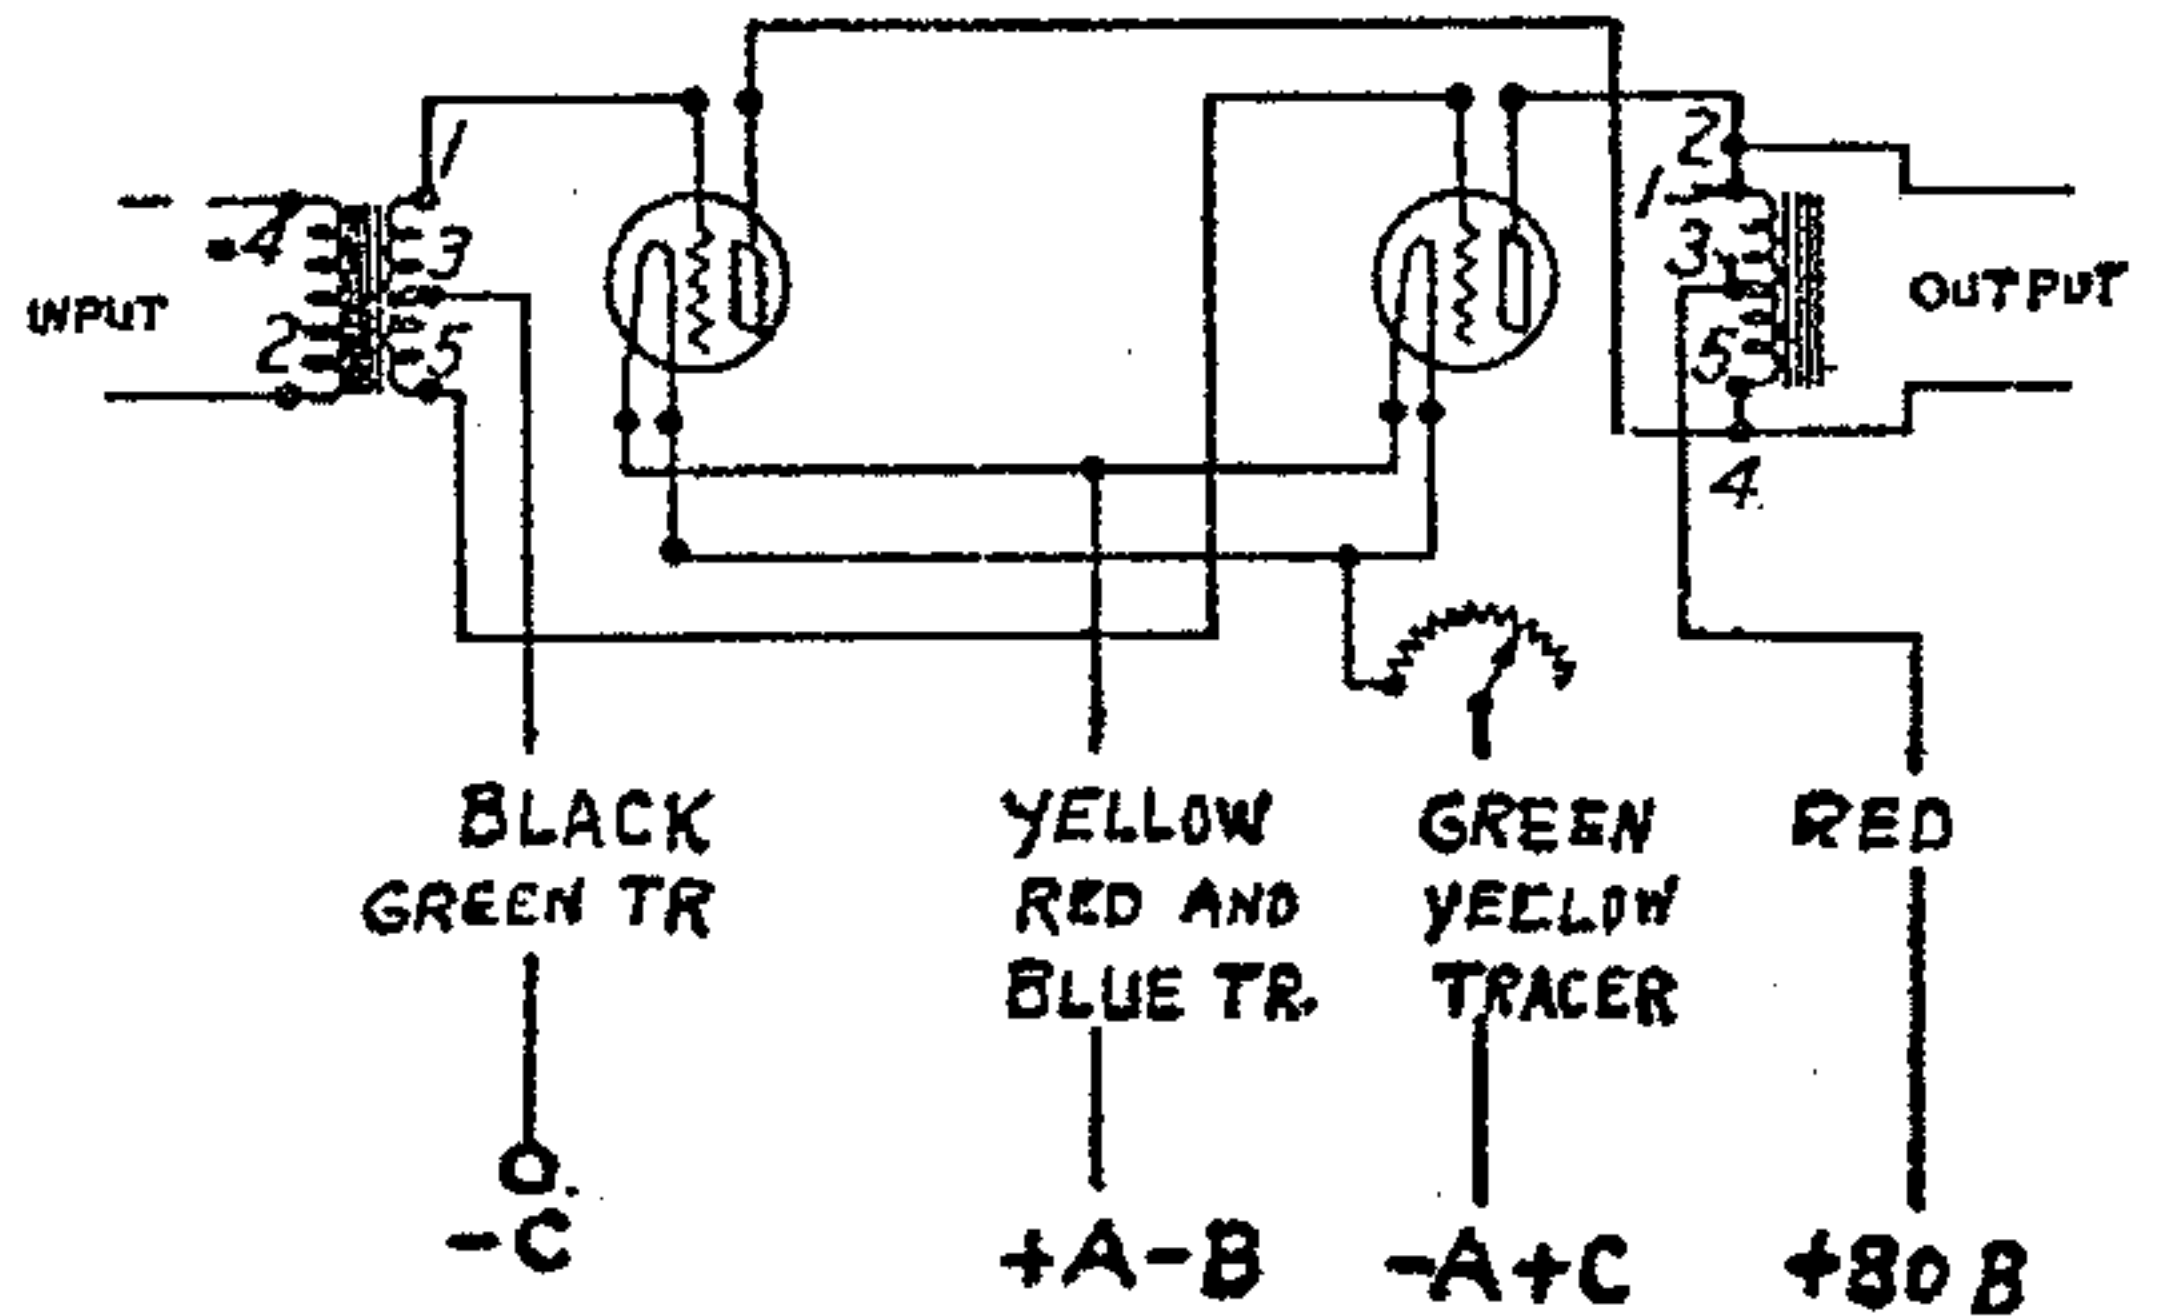 1
2
1
.4
3
3
INPUT
OUTPUT
2
5
5
4
BLACK
GREEN TR
YELLOW
RED AND
BLUE TR.
GREEN
YELLOW
TRACER
RED
-C
+A-B
-A+C
+80 B